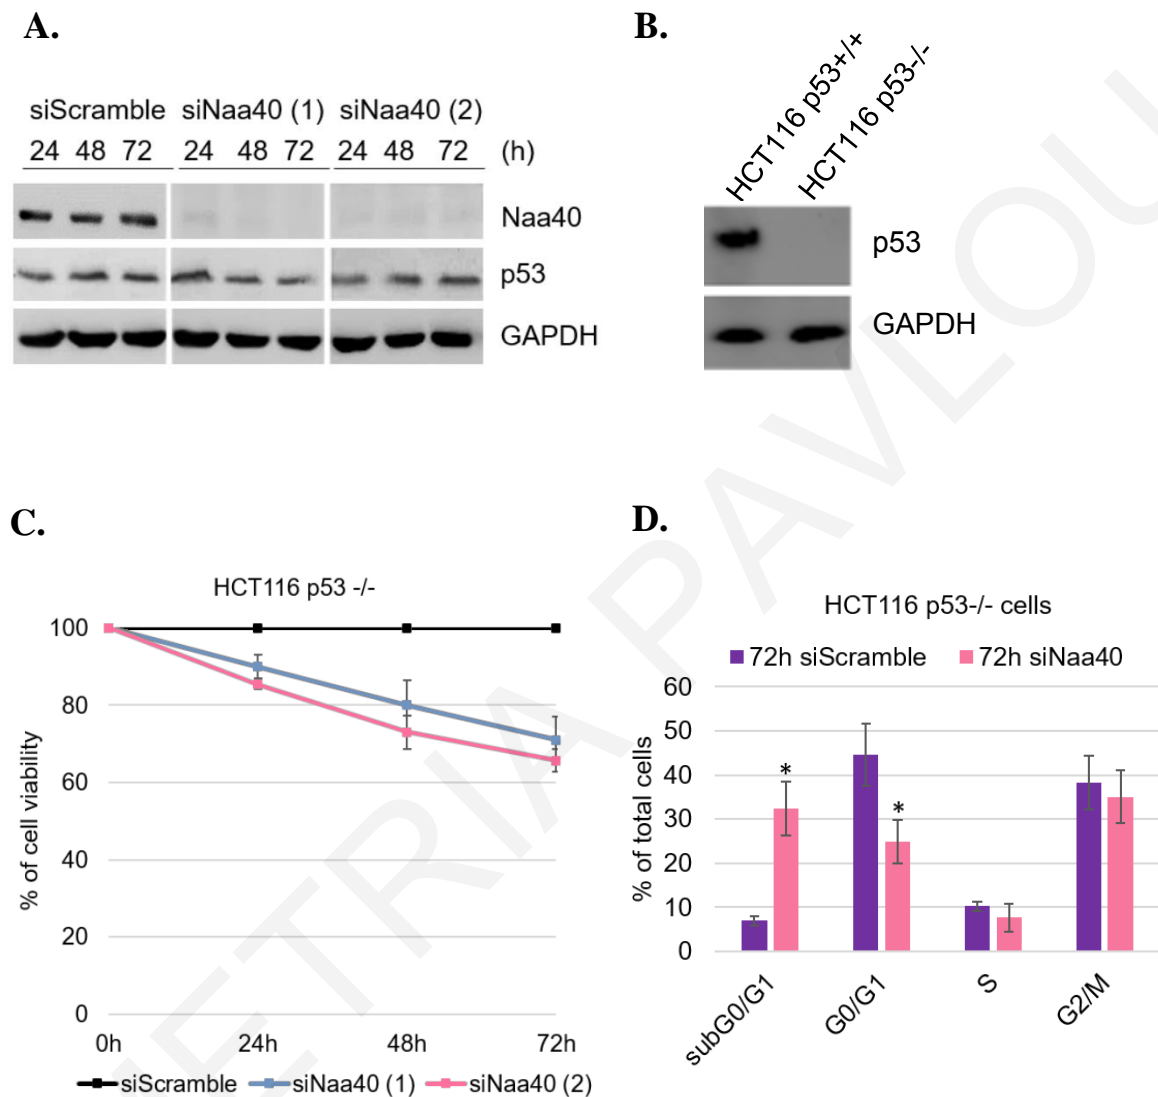 A.
siScramble siNaa40 (1) siNaa40 (2)
24 48 72 24 48 72 24 48 72 (h)
Naa40
p53
GAPDH
B.
HCT116 p53+/+
HCT116 p53-/-
p53
GAPDH
C.
HCT116 p53 -/-
% of cell viability
100
80
60
40
20
0
0h 24h 48h 72h
siScramble siNaa40 (1) siNaa40 (2)
D.
HCT116 p53-/- cells
72h siScramble 72h siNaa40
% of total cells
60
50
40
30
20
10
0
* *
subG0/G1 G0/G1 S G2/M
METRIA PAVLOU